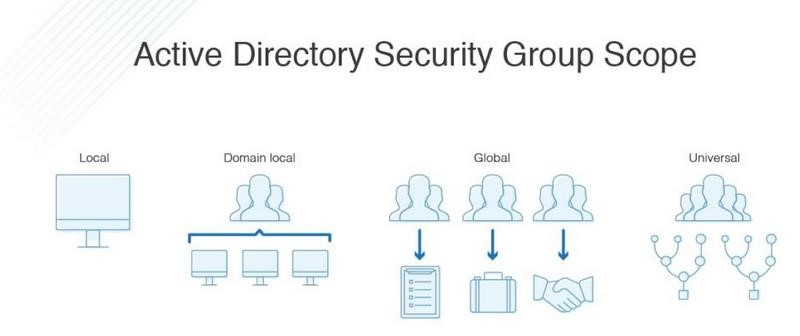 Active Directory Security Group Scope
Local
Domain local
Global
Universal